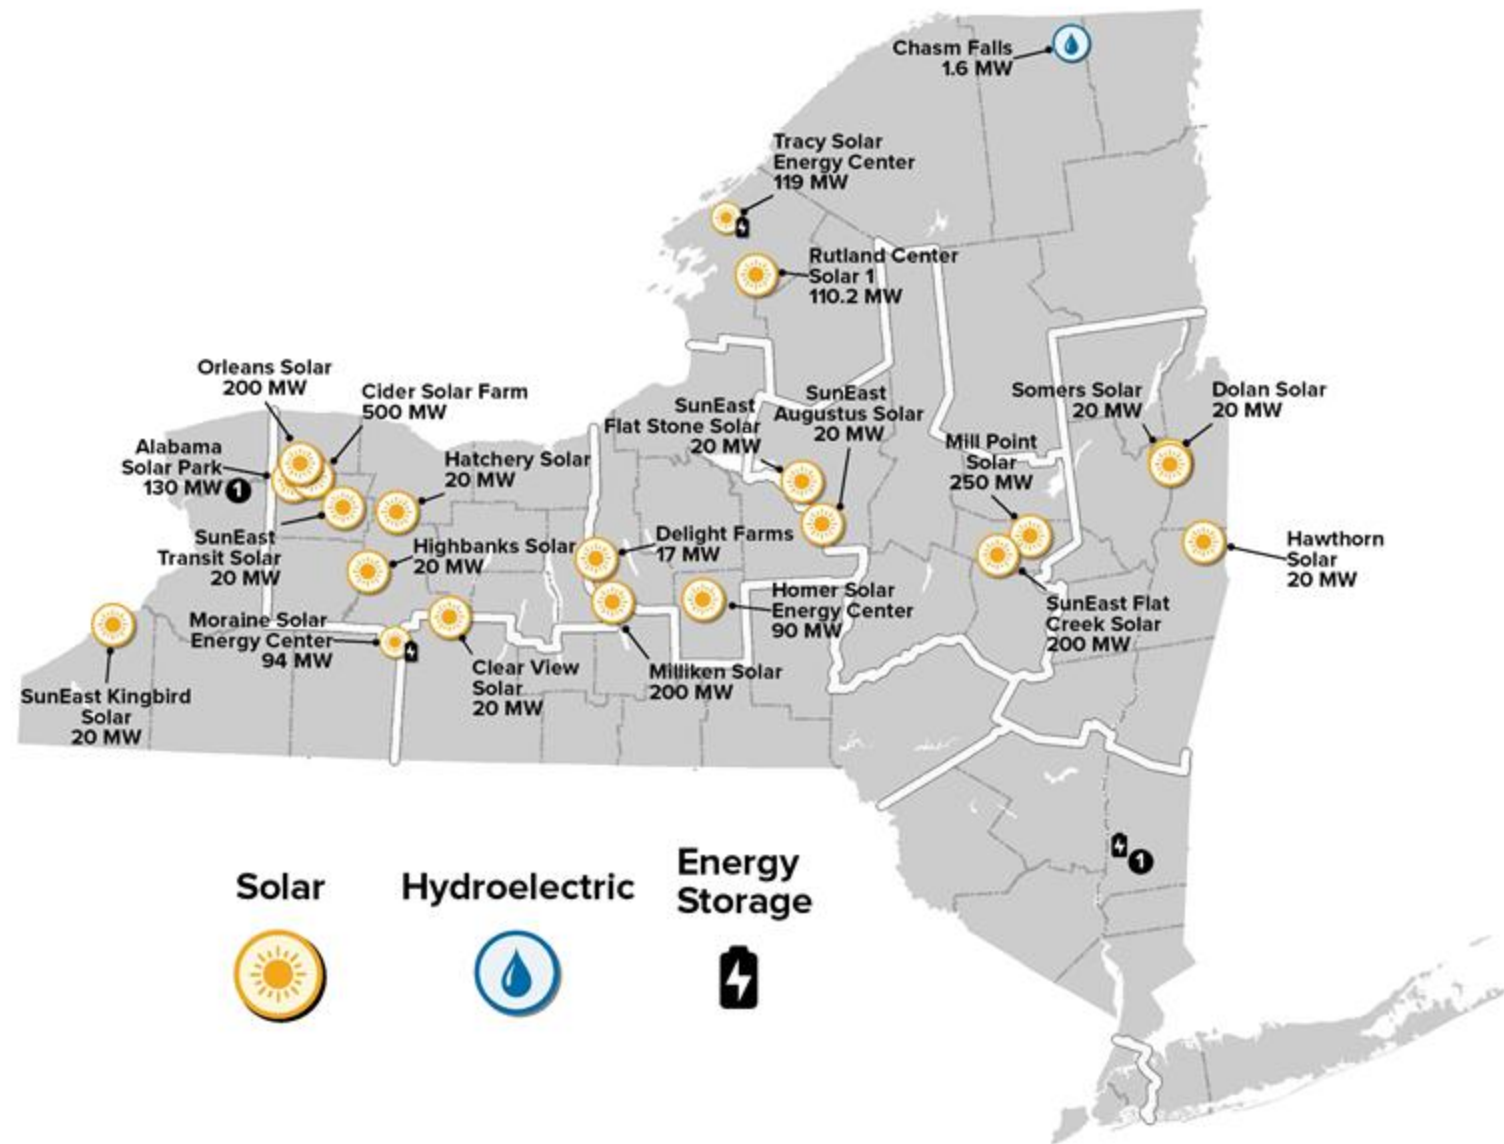 Chasm Falls
1.6 MW
Tracy Solar
Energy Center
119 MW
Rutland Center
Solar 1
110.2 MW
Orleans Solar
200 MW
Cider Solar Farm
500 MW
Alabama
Solar Park
130 MW 1
Hatchery Solar
20 MW
SunEast
Transit Solar
20 MW
Highbanks Solar
20 MW
SunEast
Flat Stone Solar
20 MW
SunEast
Augustus Solar
20 MW
Mill Point
Solar
250 MW
Somers Solar
20 MW
Dolan Solar
20 MW
Delight Farms
17 MW
Hawthorn
Solar
20 MW
Homer Solar
Energy Center
90 MW
SunEast Flat
Creek Solar
200 MW
Moraine Solar
Energy Center
94 MW
Clear View
Solar
20 MW
Milliken Solar
200 MW
SunEast Kingbird
Solar
20 MW
1
Solar
Hydroelectric
Energy
Storage